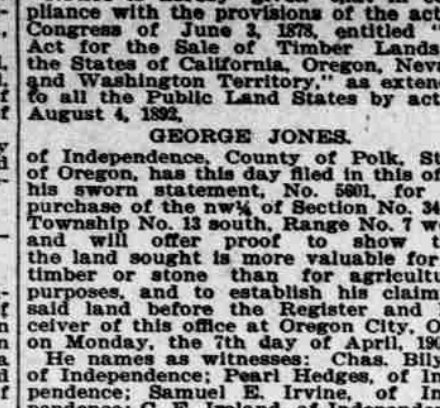 pliance with the provisions of the act
Congress of June 3, 1878, entitled "
Act for the Sale of Timber Lands
the States of California, Oregon, Nev
and Washington Territory," as exten
to all the Public Land States by act
August 4, 1892,
GEORGE JONES.
of Independence, County of Polk, St
of Oregon, has this day filed in this of
his sworn statement, No. 5601, for
purchase of the nw¼ of Section No. 34
Township No. 13 south, Range No. 7 w
and will offer proof to show t
the land sought is more valuable for
timber or stone than for agricultu
purposes, and to establish his claim
said land before the Register and
ceiver of this office at Oregon City, O
on Monday, the 7th day of April, 190
He names as witnesses: Chas. Bily
of Independence; Pearl Hedges, of In
pendence; Samuel E. Irvine, of In